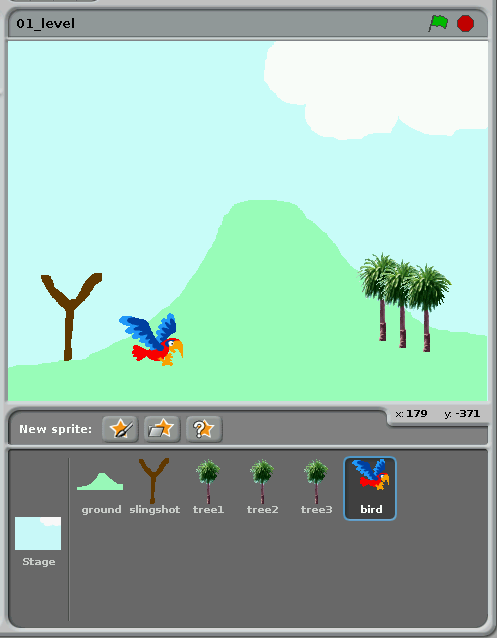 01_level
x: 179 y: -371
New sprite:
ground slingshot tree1 tree2 tree3 bird
Stage